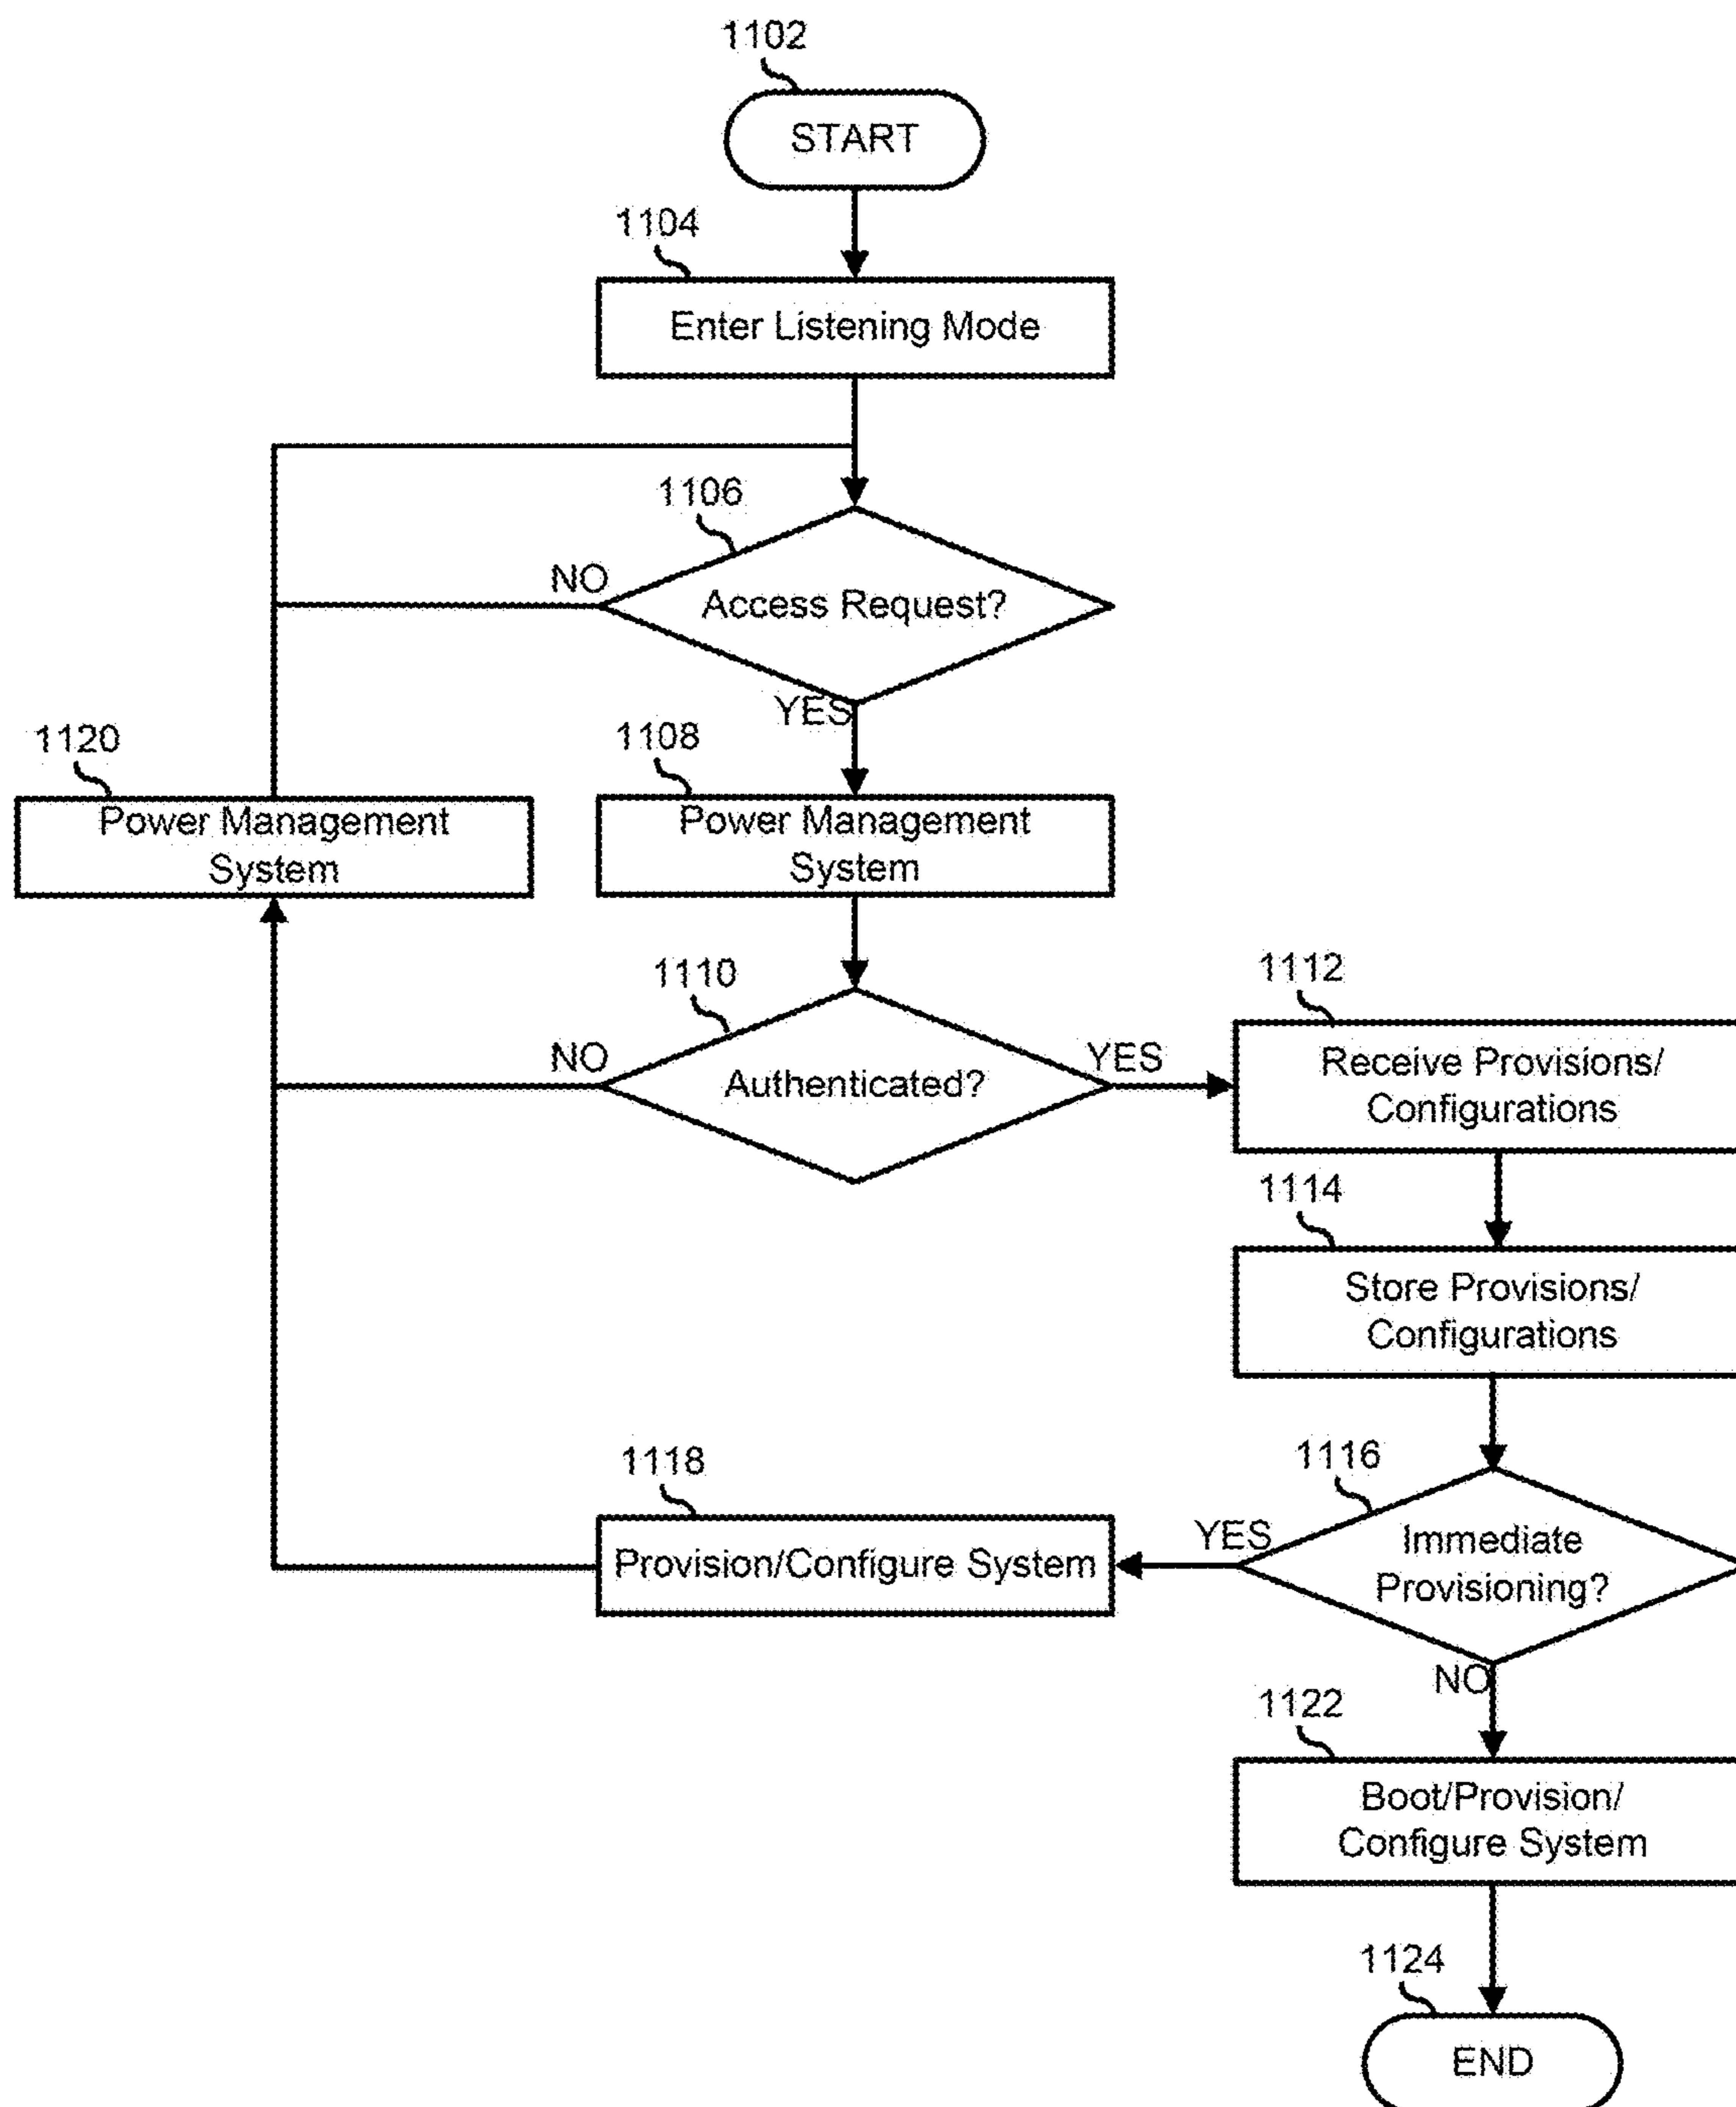 1102
START
1104
Enter Listening Mode
1106
NO
Access Request?
YES
1120
Power Management
System
1108
Power Management
System
1110
NO
Authenticated?
YES
1112
Receive Provisions/
Configurations
1114
Store Provisions/
Configurations
1116
Immediate
Provisioning?
YES
1118
Provision/Configure System
NO
1122
Boot/Provision/
Configure System
1124
END